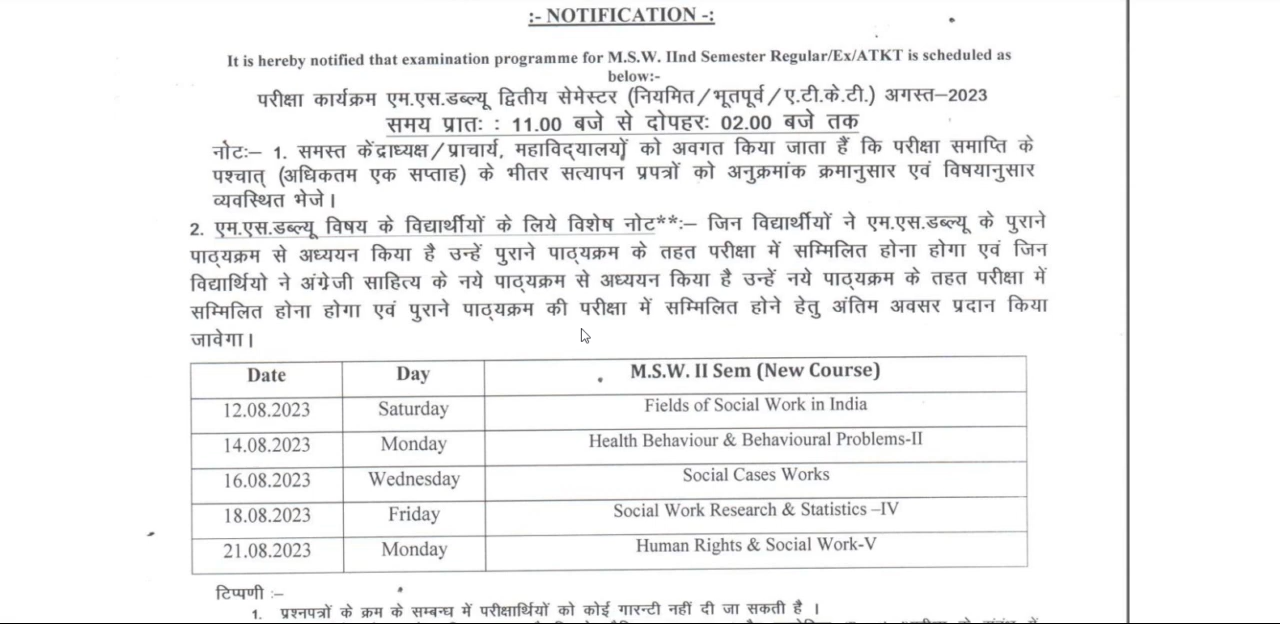 :- NOTIFICATION -:
It is hereby notified that examination programme for M.S.W. IInd Semester Regular/Ex/ATKT is scheduled as
below:-
परीक्षा कार्यक्रम एम.एस.डब्ल्यू द्वितीय सेमेस्टर (नियमित/भूतपूर्व/ए.टी.के.टी.) अगस्त–2023
समय प्रातः : 11.00 बजे से दोपहरः 02.00 बजे तक
नोटः– 1. समस्त केंद्राध्यक्ष/प्राचार्य, महाविद्यालयों को अवगत किया जाता हैं कि परीक्षा समाप्ति के
पश्चात् (अधिकतम एक सप्ताह) के भीतर सत्यापन प्रपत्रों को अनुक्रमांक क्रमानुसार एवं विषयानुसार
व्यवस्थित भेजे।
2. एम.एस.डब्ल्यू विषय के विद्यार्थीयों के लिये विशेष नोट**:– जिन विद्यार्थीयों ने एम.एस.डब्ल्यू के पुराने
पाठ्यक्रम से अध्ययन किया है उन्हें पुराने पाठ्यक्रम के तहत परीक्षा में सम्मिलित होना होगा एवं जिन
विद्यार्थियो ने अंग्रेजी साहित्य के नये पाठ्यक्रम से अध्ययन किया है उन्हें नये पाठ्यक्रम के तहत परीक्षा में
सम्मिलित होना होगा एवं पुराने पाठ्यक्रम की परीक्षा में सम्मिलित होने हेतु अंतिम अवसर प्रदान किया
जावेगा।
Date Day M.S.W. II Sem (New Course)
12.08.2023 Saturday Fields of Social Work in India
14.08.2023 Monday Health Behaviour & Behavioural Problems-II
16.08.2023 Wednesday Social Cases Works
18.08.2023 Friday Social Work Research & Statistics –IV
21.08.2023 Monday Human Rights & Social Work-V
टिप्पणी :–
1. प्रश्नपत्रों के क्रम के सम्बन्ध में परीक्षार्थियों को कोई गारन्टी नहीं दी जा सकती है ।